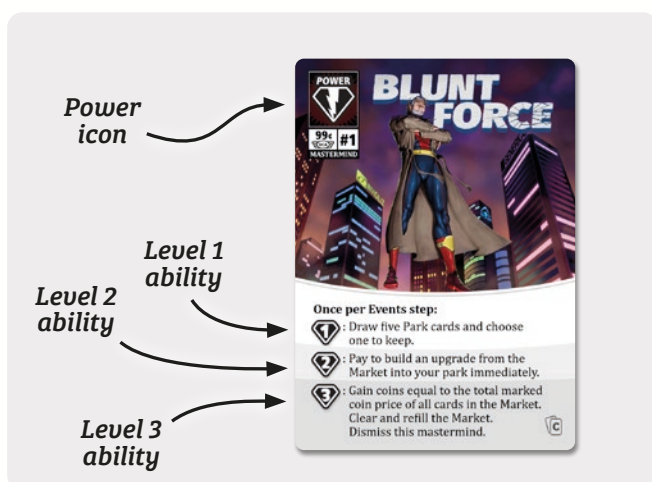 Power
icon
POWER
BLUNT
FORCE
99¢
#1
MASTERMIND
Level 1
ability
Level 2
ability
Level 3
ability
Once per Events step:
1: Draw five Park cards and choose
one to keep.
2: Pay to build an upgrade from the
Market into your park immediately.
3: Gain coins equal to the total marked
coin price of all cards in the Market.
Clear and refill the Market.
Dismiss this mastermind.
C